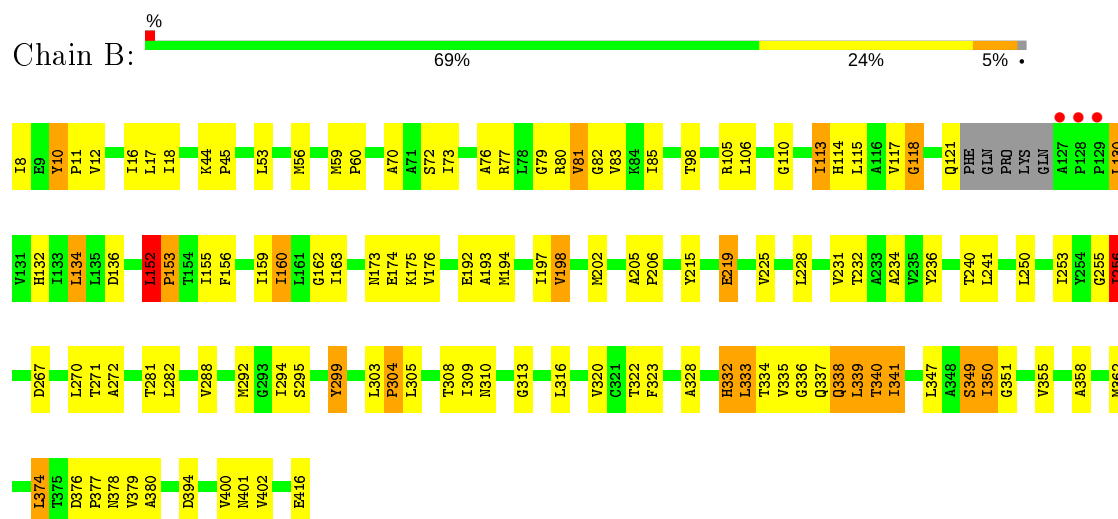 %
Chain B:
69% 24% 5% •
I8 E9 Y10 P11 V12 I16 L17 I18 K44 P45 L53 M56 M59 P60 A70 A71 S72 I73 A76 R77 L78 G79 R80 V81 G82 V83 K84 I85 T98 R105 L106 G110 I113 H114 L115 A116 V117 G118 Q121 PHE GLN PRO LYS GLN A127 P128 P129 L130
V131 H132 I133 L134 L135 D136 L152 P153 T154 I155 F156 I159 I160 L161 G162 I163 N173 E174 K175 V176 E192 A193 M194 I197 V198 M202 A205 P206 Y215 E219 V225 L228 V231 T232 A233 A234 V235 Y236 T240 L241 L250 I253 Y254 G255
D267 L270 T271 A272 T281 L282 V288 M292 G293 I294 S295 Y299 L303 P304 L305 T308 I309 N310 G313 L316 V320 C321 T322 F323 A328 H332 L333 T334 V335 G336 Q337 Q338 L339 T340 I341 L347 A348 S349 I350 G351 V355 A358 M362
L374 T375 D376 P377 N378 V379 A380 D394 V400 N401 V402 E416